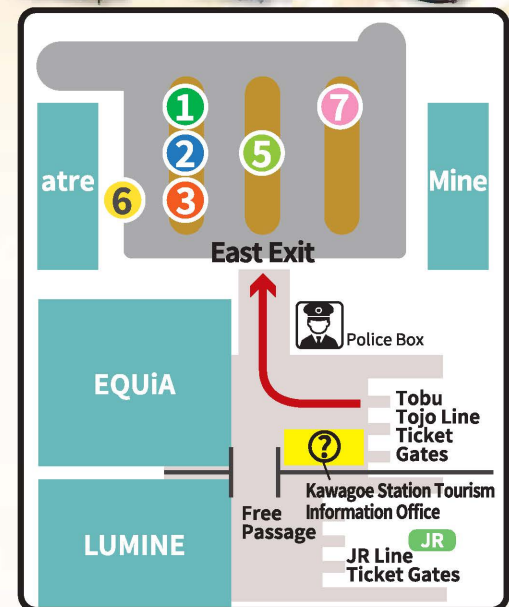 1
7
2
5
atre
6
3
Mine
East Exit
Police Box
EQUiA
Tobu
Tojo Line
Ticket
Gates
?
Kawagoe Station Tourism
Information Office
Free
Passage
LUMINE
JR
JR Line
Ticket Gates